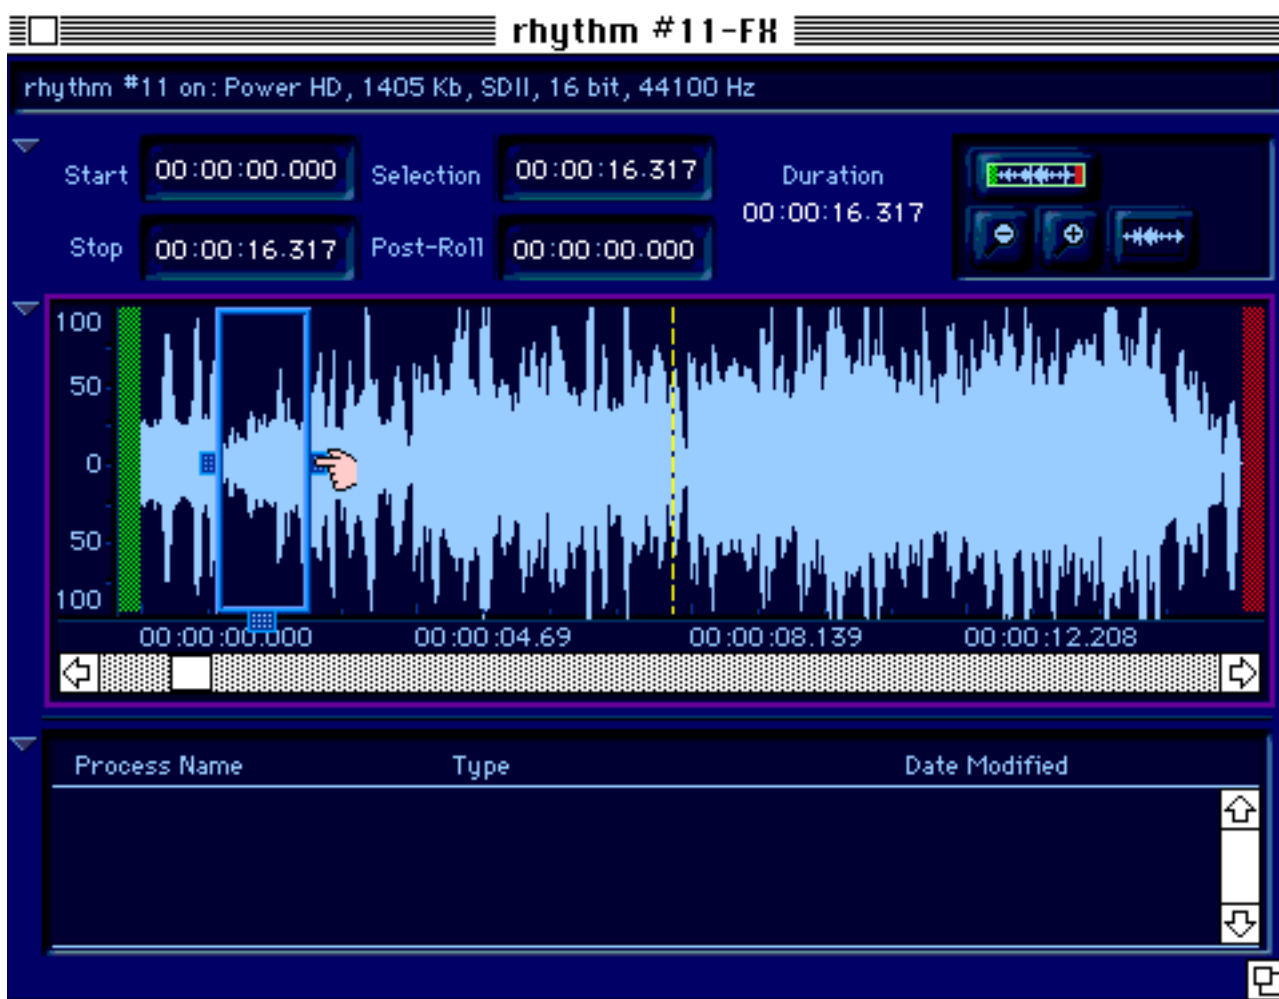 rhythm #11-FX
rhythm #11 on: Power HD, 1405 Kb, SDII, 16 bit, 44100 Hz
Start 00:00:00.000 Selection 00:00:16.317 Duration
00:00:16.317
Stop 00:00:16.317 Post-Roll 00:00:00.000
100
50
0
50
100
00:00:00.000 00:00:04.69 00:00:08.139 00:00:12.208
Process Name Type Date Modified